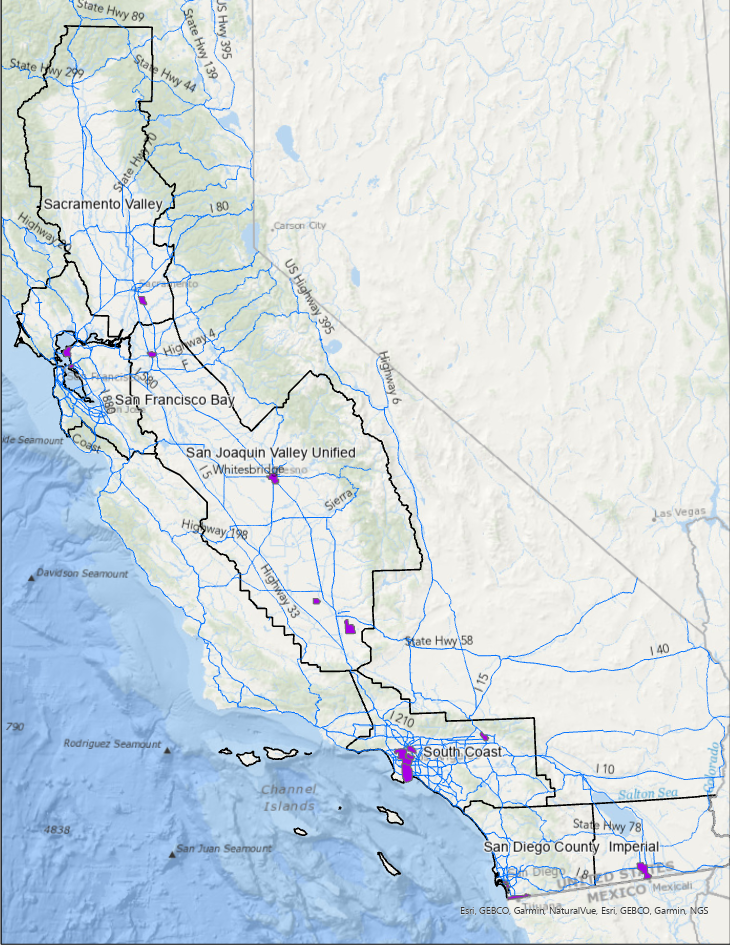 State Hwy 89
US Hwy 395
State Hwy 139
State Hwy 299
State Hwy 44
State Hwy 70
Sacramento Valley
I 80
Carson City
Sacramento
US Highway 395
Highway 4
Highway 6
580
I 880
San Jose
San Francisco Bay
Coast
San Joaquin Valley Unified
Whitesbridge
I 5
Sierra
Las Vegas
Highway 198
Davidson Seamount
Highway 33
State Hwy 58
I 40
I 15
I 210
790
Rodriguez Seamount
South Coast
I 10
Colorado
Channel
Islands
Salton Sea
4838
State Hwy 78
San Juan Seamount
San Diego County
Imperial
San Diego
I 8
UNITED STATES
MEXICO
Mexicali
Tijuana
Esri, GEBCO, Garmin, NaturalVue, Esri, GEBCO, Garmin, NGS